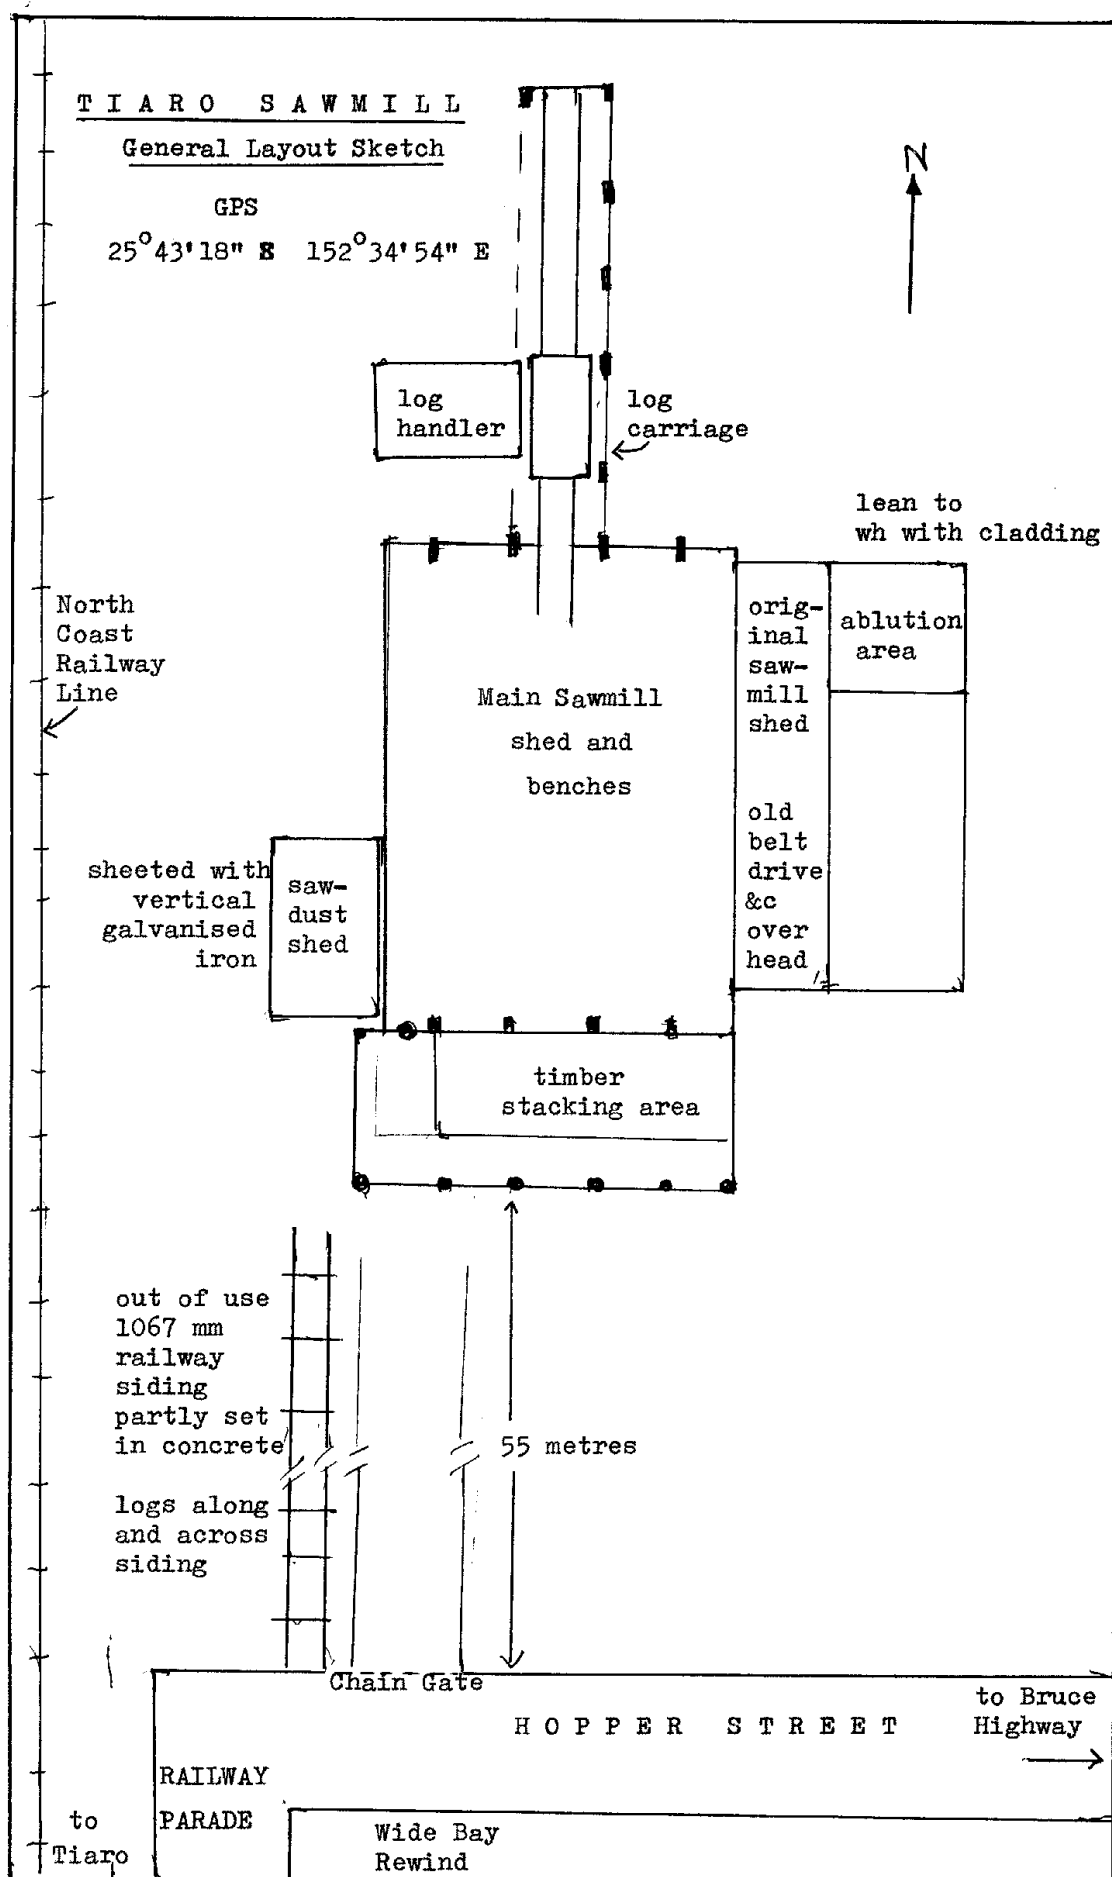 TIARO SAWMILL
General Layout Sketch
GPS
25°43'18" S 152°34'54" E
N
log
handler
log
carriage
lean to
wh with cladding
North
Coast
Railway
Line
orig-
inal
saw-
mill
shed
ablution
area
Main Sawmill
shed and
benches
old
belt
drive
&c
over
head
sheeted with
vertical
galvanised
iron
saw-
dust
shed
timber
stacking area
out of use
1067 mm
railway
siding
partly set
in concrete
55 metres
logs along
and across
siding
Chain Gate
to Bruce
Highway
HOPPER STREET
RAILWAY
PARADE
to
Tiaro
Wide Bay
Rewind